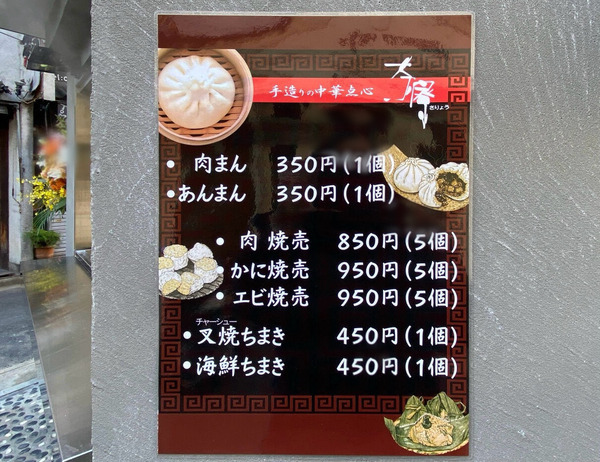 手造りの中華点心
さりょう
• 肉まん 350円(1個)
• あんまん 350円(1個)
• 肉 焼売 850円(5個)
• かに焼売 950円(5個)
• エビ焼売 950円(5個)
チャーシュー
• 叉焼ちまき 450円(1個)
• 海鮮ちまき 450円(1個)